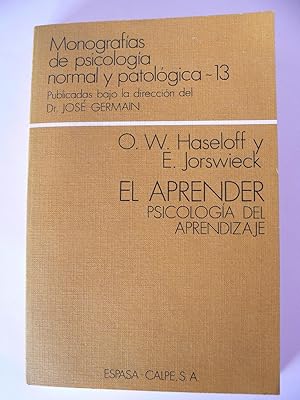 Monografías
de psicología
normal y patológica ~ 13
Publicadas bajo la dirección del
Dr. JOSÉ GERMAIN
O. W. Haseloff y
E. Jorswieck
EL APRENDER
PSICOLOGÍA DEL
APRENDIZAJE
ESPASA-CALPE, S. A.